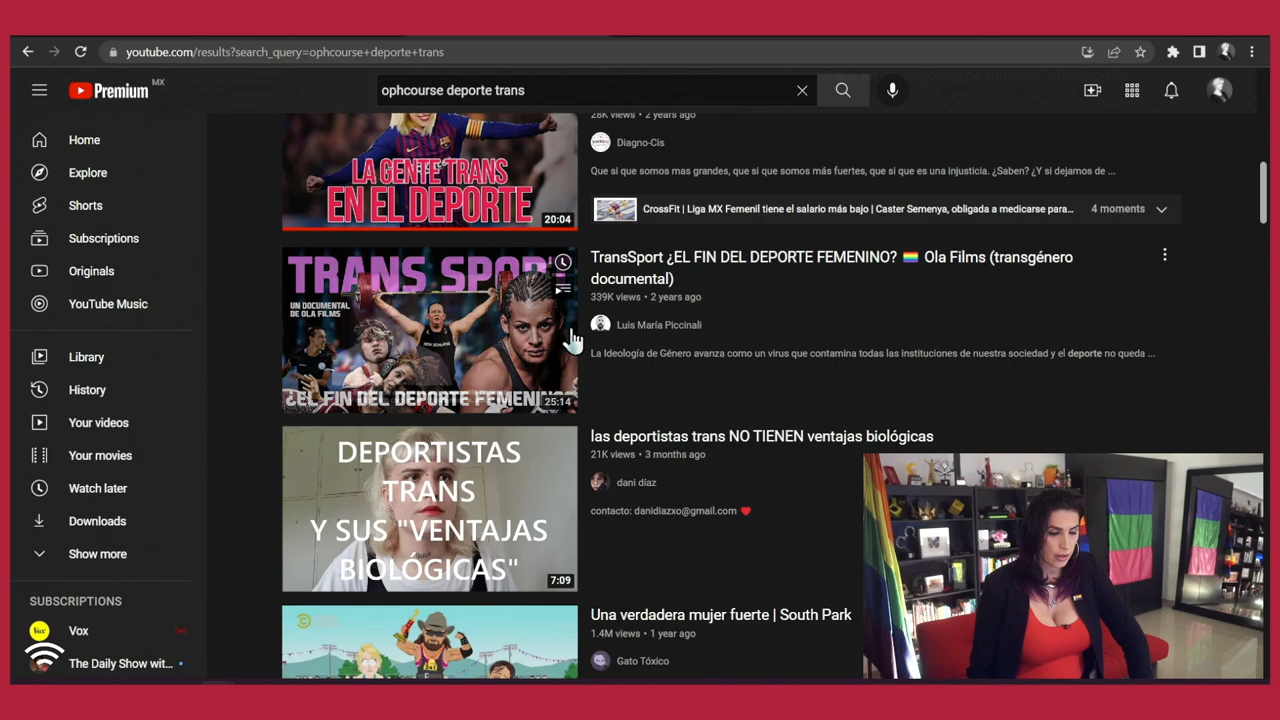 youtube.com/results?search_query=ophcourse+deporte+trans
Premium MX
ophcourse deporte trans
Home
Explore
Shorts
Subscriptions
Originals
YouTube Music
Library
History
Your videos
Your movies
Watch later
Downloads
Show more
SUBSCRIPTIONS
Vox
The Daily Show wit...
LA GENTE TRANS
EN EL DEPORTE
20:04
28K views • 2 years ago
Diagno-Cis
Que si que somos mas grandes, que si que somos más fuertes, que si que es una injusticia. ¿Saben? ¿Y si dejamos de ...
CrossFit | Liga MX Femenil tiene el salario más bajo | Caster Semenya, obligada a medicarse para...
4 moments
TRANS SPORT
UN DOCUMENTAL
DE OLA FILMS
¿EL FIN DEL DEPORTE FEMENINO?
25:14
TransSport ¿EL FIN DEL DEPORTE FEMENINO? 🏳️‍🌈 Ola Films (transgénero
documental)
339K views • 2 years ago
Luis María Piccinali
La Ideología de Género avanza como un virus que contamina todas las instituciones de nuestra sociedad y el deporte no queda ...
DEPORTISTAS
TRANS
Y SUS "VENTAJAS
BIOLÓGICAS"
7:09
las deportistas trans NO TIENEN ventajas biológicas
21K views • 3 months ago
dani díaz
contacto: danidiazxo@gmail.com ♥
Una verdadera mujer fuerte | South Park
1.4M views • 1 year ago
Gato Tóxico